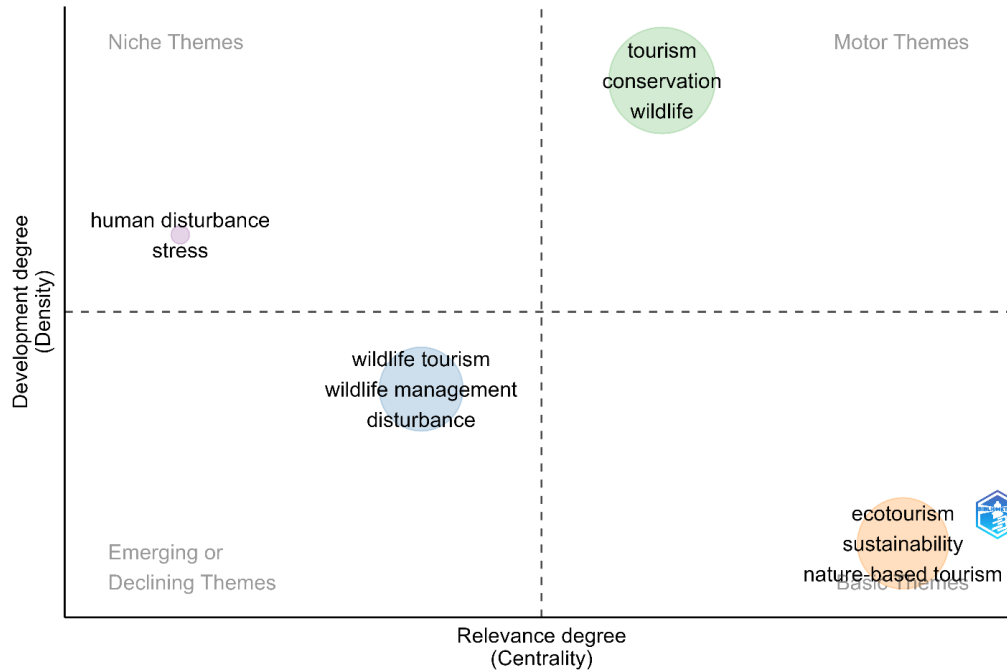 Niche Themes
Motor Themes
tourism
conservation
wildlife
human disturbance
stress
Development degree
(Density)
wildlife tourism
wildlife management
disturbance
ecotourism
sustainability
nature-based tourism
Emerging or
Declining Themes
Basic Themes
Relevance degree
(Centrality)